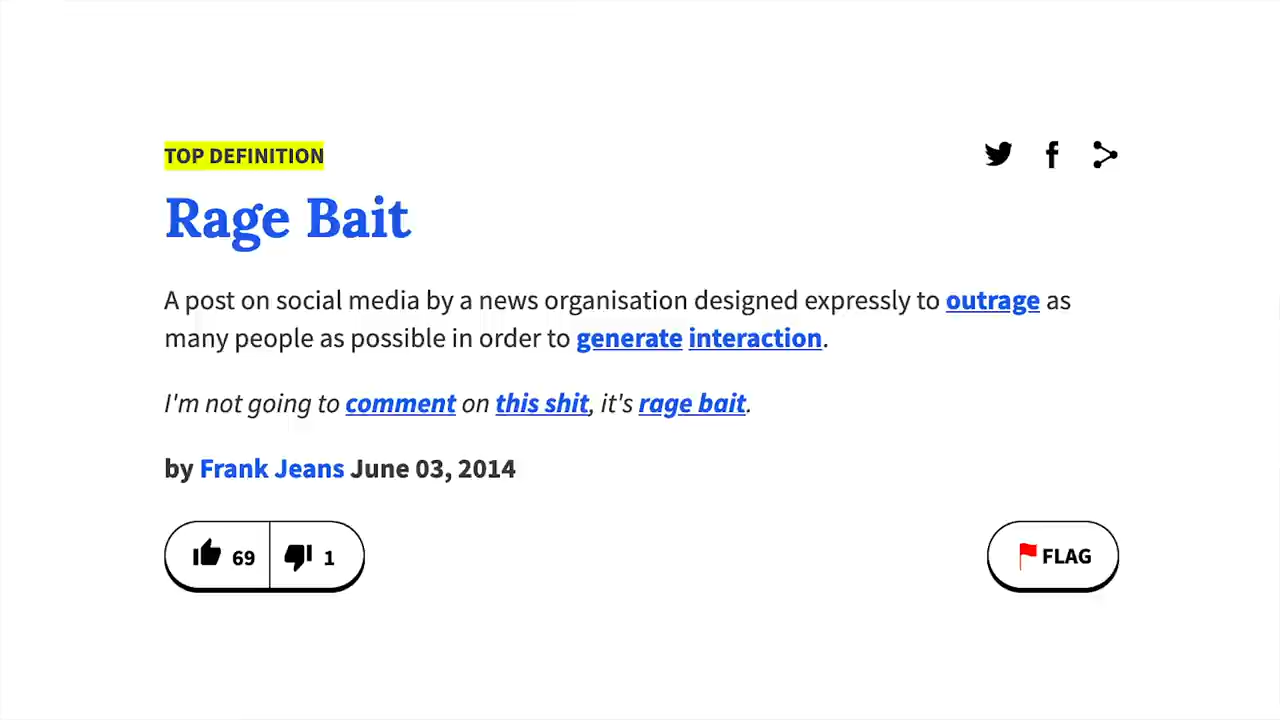 TOP DEFINITION
Rage Bait
A post on social media by a news organisation designed expressly to outrage as
many people as possible in order to generate interaction.
I'm not going to comment on this shit, it's rage bait.
by Frank Jeans June 03, 2014
69 1 FLAG